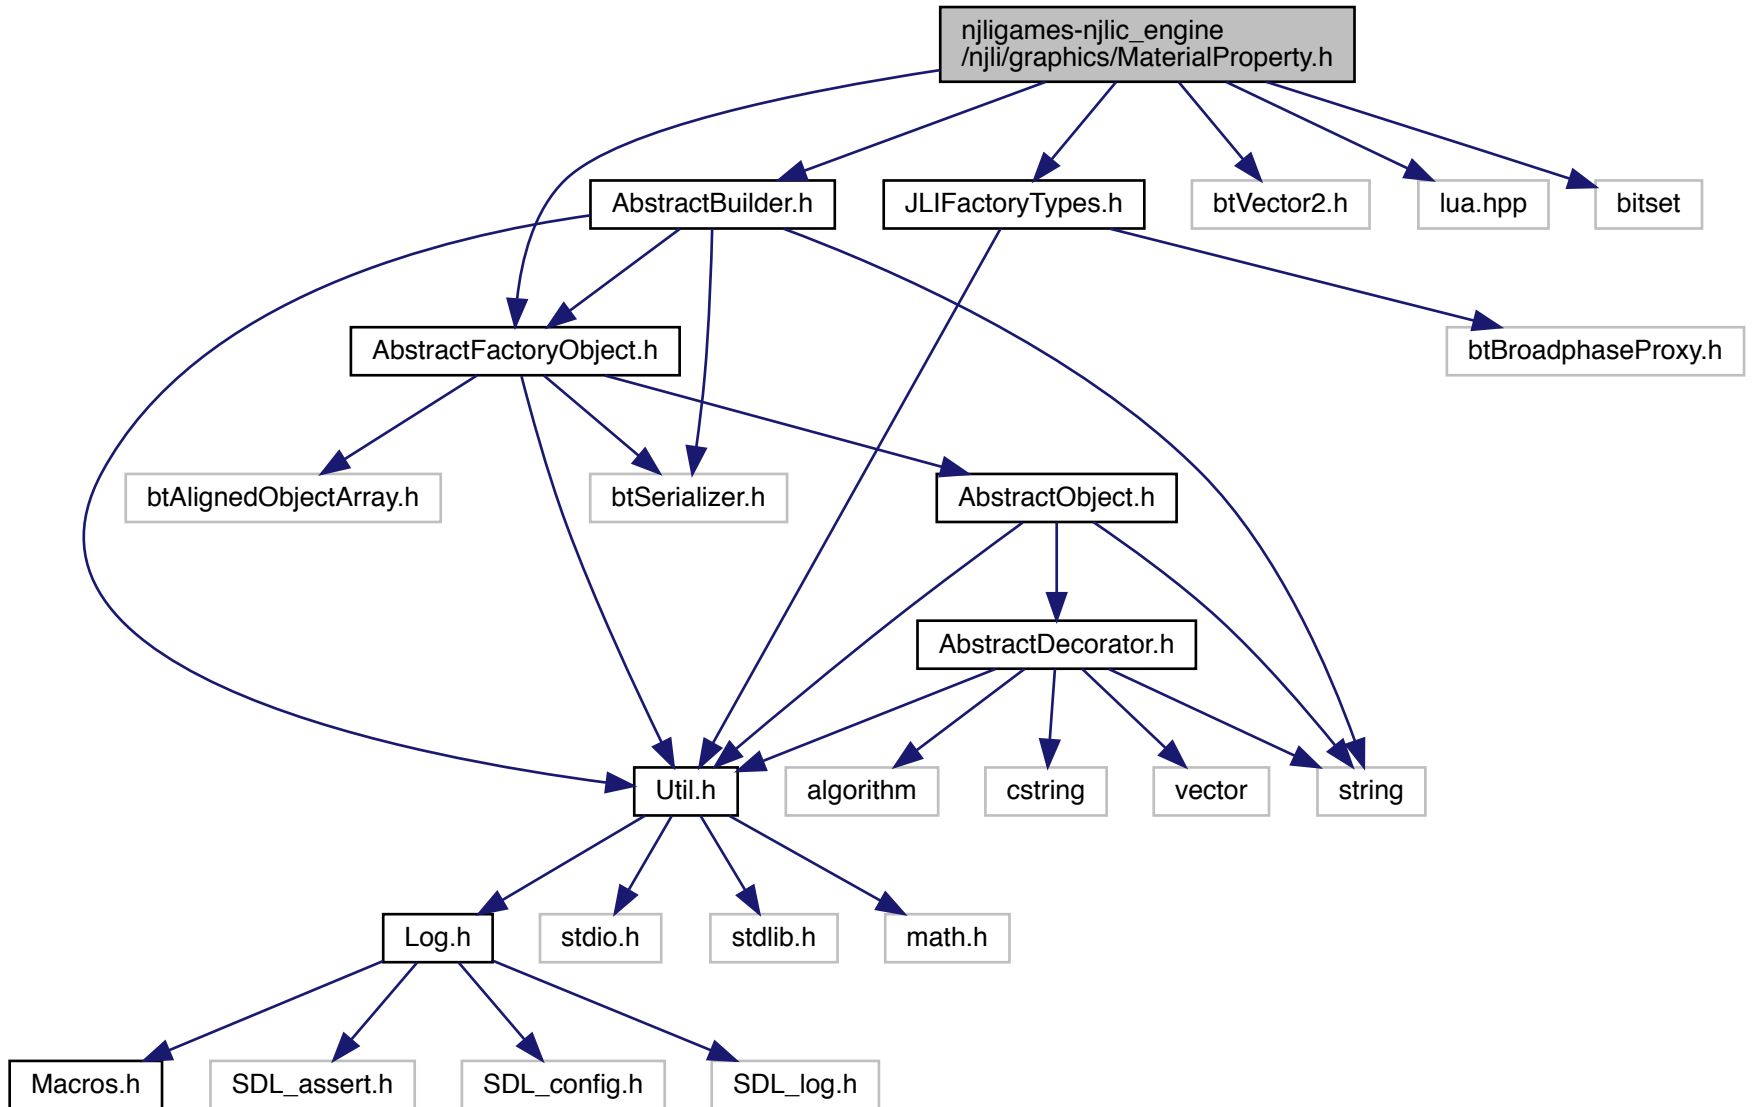 njligames-njlic_engine
/njli/graphics/MaterialProperty.h
AbstractBuilder.h
JLIFactoryTypes.h
btVector2.h
lua.hpp
bitset
AbstractFactoryObject.h
btBroadphaseProxy.h
btAlignedObjectArray.h
btSerializer.h
AbstractObject.h
AbstractDecorator.h
Util.h
algorithm
cstring
vector
string
Log.h
stdio.h
stdlib.h
math.h
Macros.h
SDL_assert.h
SDL_config.h
SDL_log.h